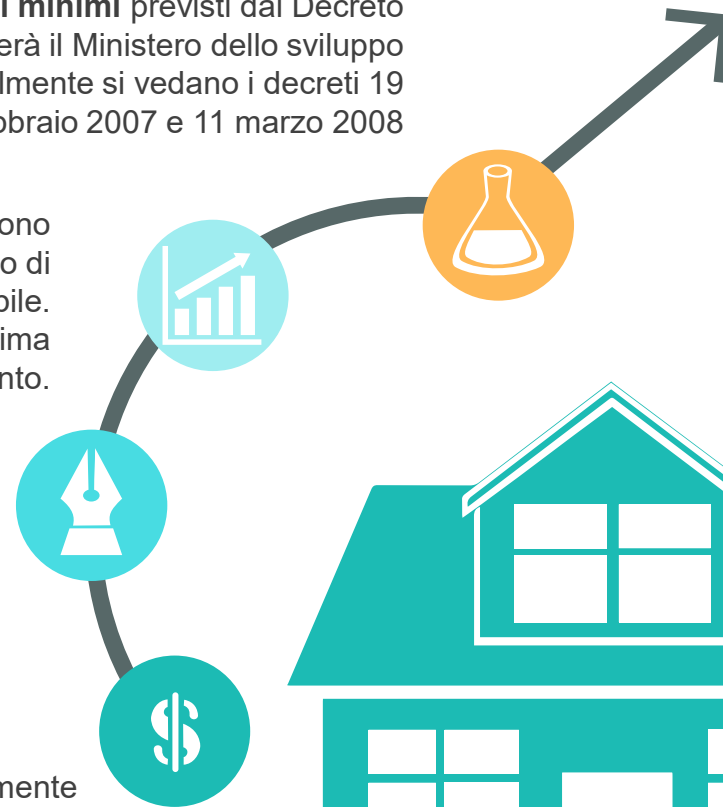 i minimi previsti dal Decreto
erà il Ministero dello sviluppo
lmente si vedano i decreti 19
bbraio 2007 e 11 marzo 2008
ono
o di
bile.
ima
nto.
$
mente